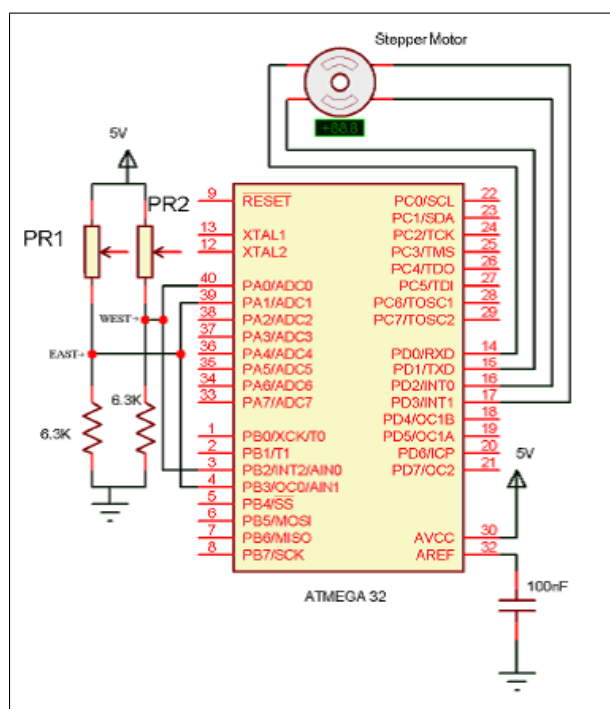 Stepper Motor
+88.8
5V
PR1
PR2
WEST→
EAST→
6.3K
6.3K
9 RESET
13 XTAL1
12 XTAL2
40 PA0/ADC0
39 PA1/ADC1
38 PA2/ADC2
37 PA3/ADC3
36 PA4/ADC4
35 PA5/ADC5
34 PA6/ADC6
33 PA7/ADC7
1 PB0/XCK/T0
2 PB1/T1
3 PB2/INT2/AIN0
4 PB3/OC0/AIN1
5 PB4/SS
6 PB5/MOSI
7 PB6/MISO
8 PB7/SCK
PC0/SCL 22
PC1/SDA 23
PC2/TCK 24
PC3/TMS 25
PC4/TDO 26
PC5/TDI 27
PC6/TOSC1 28
PC7/TOSC2 29
PD0/RXD 14
PD1/TXD 15
PD2/INT0 16
PD3/INT1 17
PD4/OC1B 18
PD5/OC1A 19
PD6/ICP 20
PD7/OC2 21
AVCC 30
AREF 32
5V
100nF
ATMEGA 32